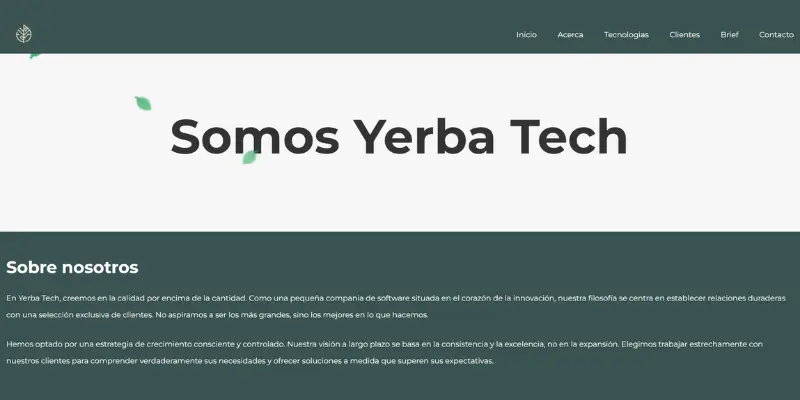 Inicio Acerca Tecnologias Clientes Brief Contacto
Somos Yerba Tech
Sobre nosotros
En Yerba Tech, creemos en la calidad por encima de la cantidad. Como una pequeña compania de software situada en el corazón de la innovación, nuestra filosofía se centra en establecer relaciones duraderas
con una selección exclusiva de clientes. No aspiramos a ser los más grandes, sino los mejores en lo que hacemos.
Hemos optado por una estrategia de crecimiento consciente y controlado. Nuestra visión a largo plazo se basa en la consistencia y la excelencia, no en la expansión. Elegimos trabajar estrechamente con
nuestros clientes para comprender verdaderamente sus necesidades y ofrecer soluciones a medida que superen sus expectativas.